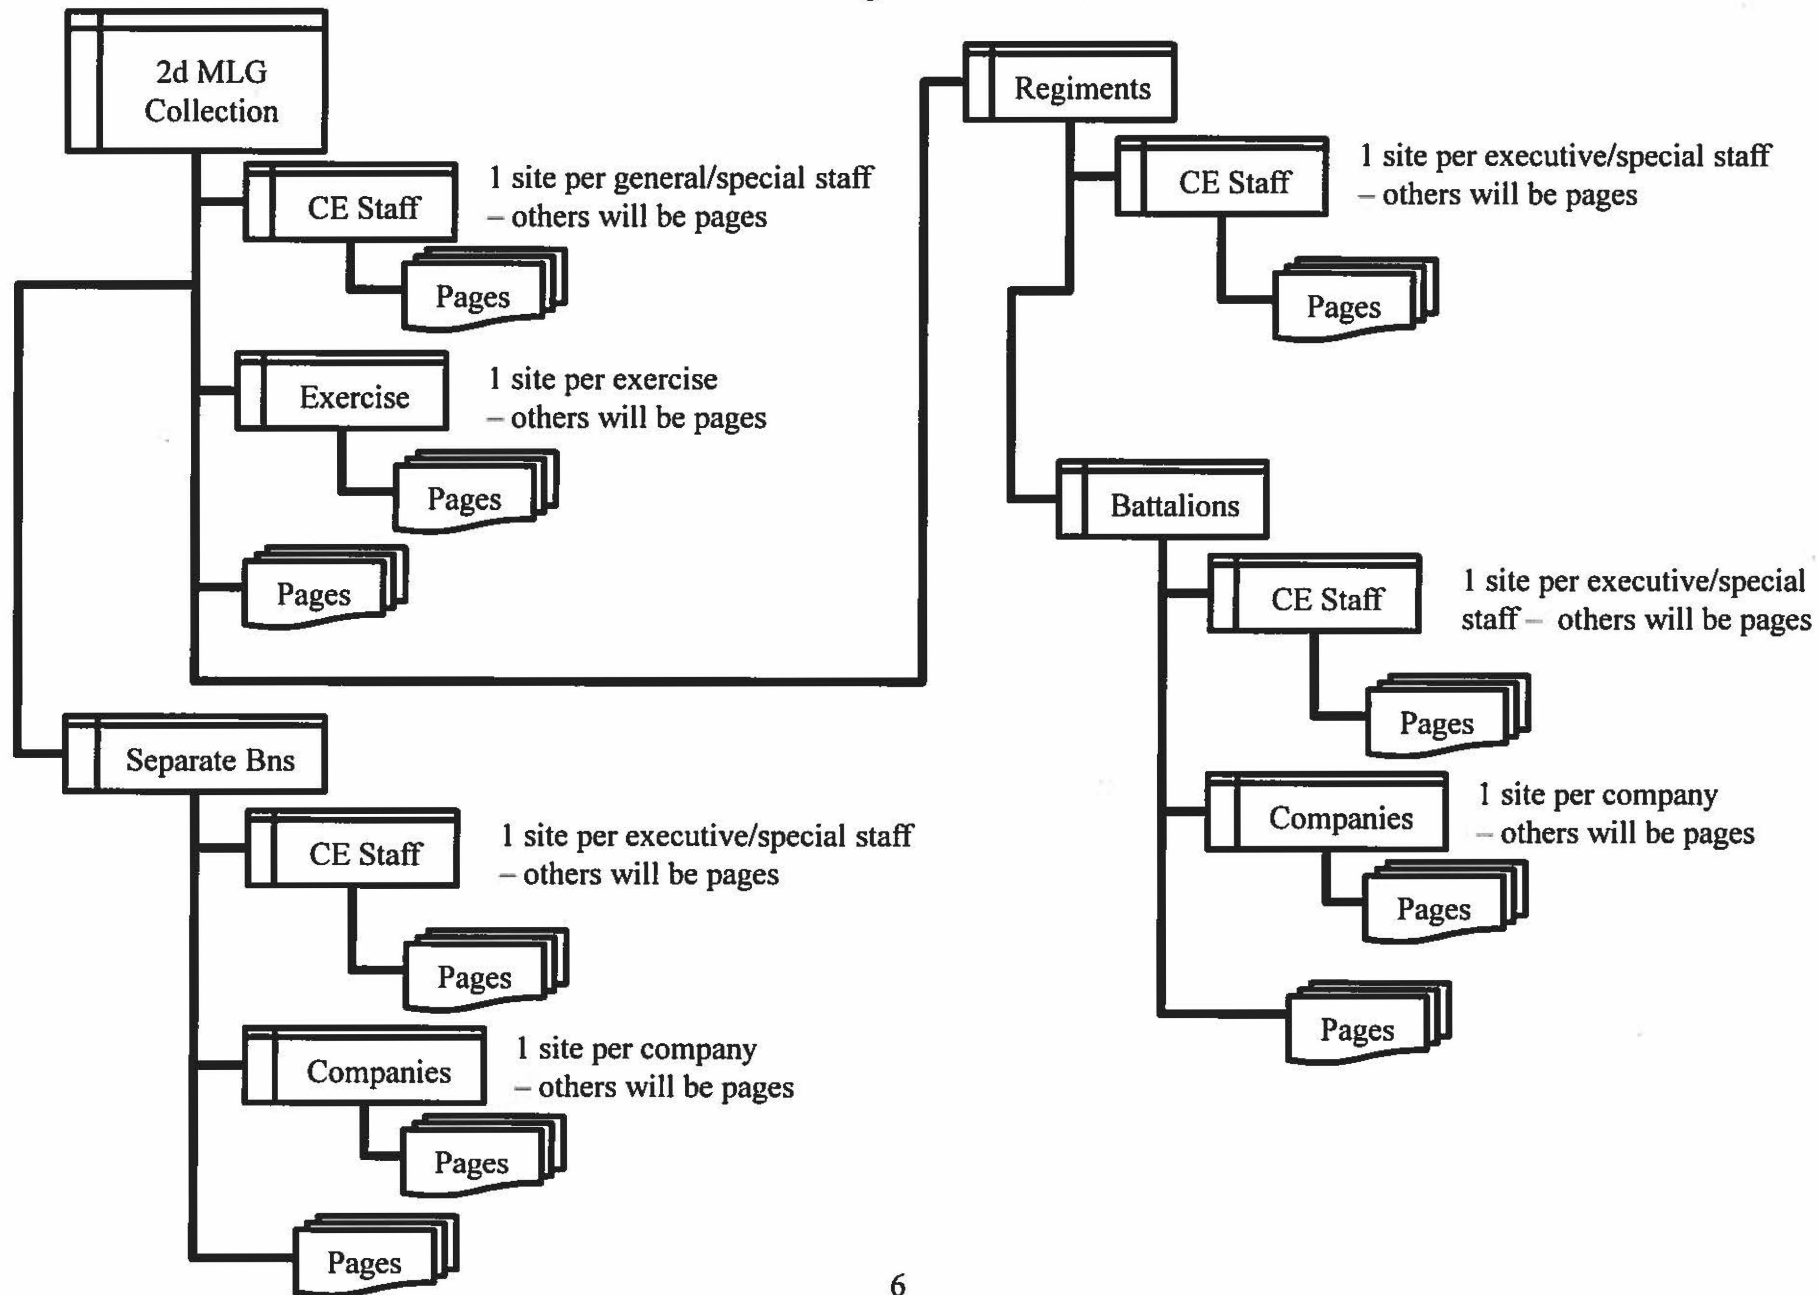 2d MLG
Collection
CE Staff
1 site per general/special staff
– others will be pages
Pages
Exercise
1 site per exercise
– others will be pages
Pages
Pages
Separate Bns
CE Staff
1 site per executive/special staff
– others will be pages
Pages
Companies
1 site per company
– others will be pages
Pages
Pages
Regiments
CE Staff
1 site per executive/special staff
– others will be pages
Pages
Battalions
CE Staff
1 site per executive/special
staff – others will be pages
Pages
Companies
1 site per company
– others will be pages
Pages
Pages
6